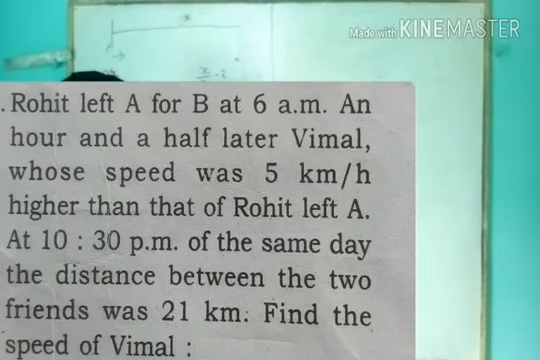 Made with KINEMASTER
x
. Rohit left A for B at 6 a.m. An
hour and a half later Vimal,
whose speed was 5 km/h
higher than that of Rohit left A.
At 10 : 30 p.m. of the same day
the distance between the two
friends was 21 km. Find the
speed of Vimal :